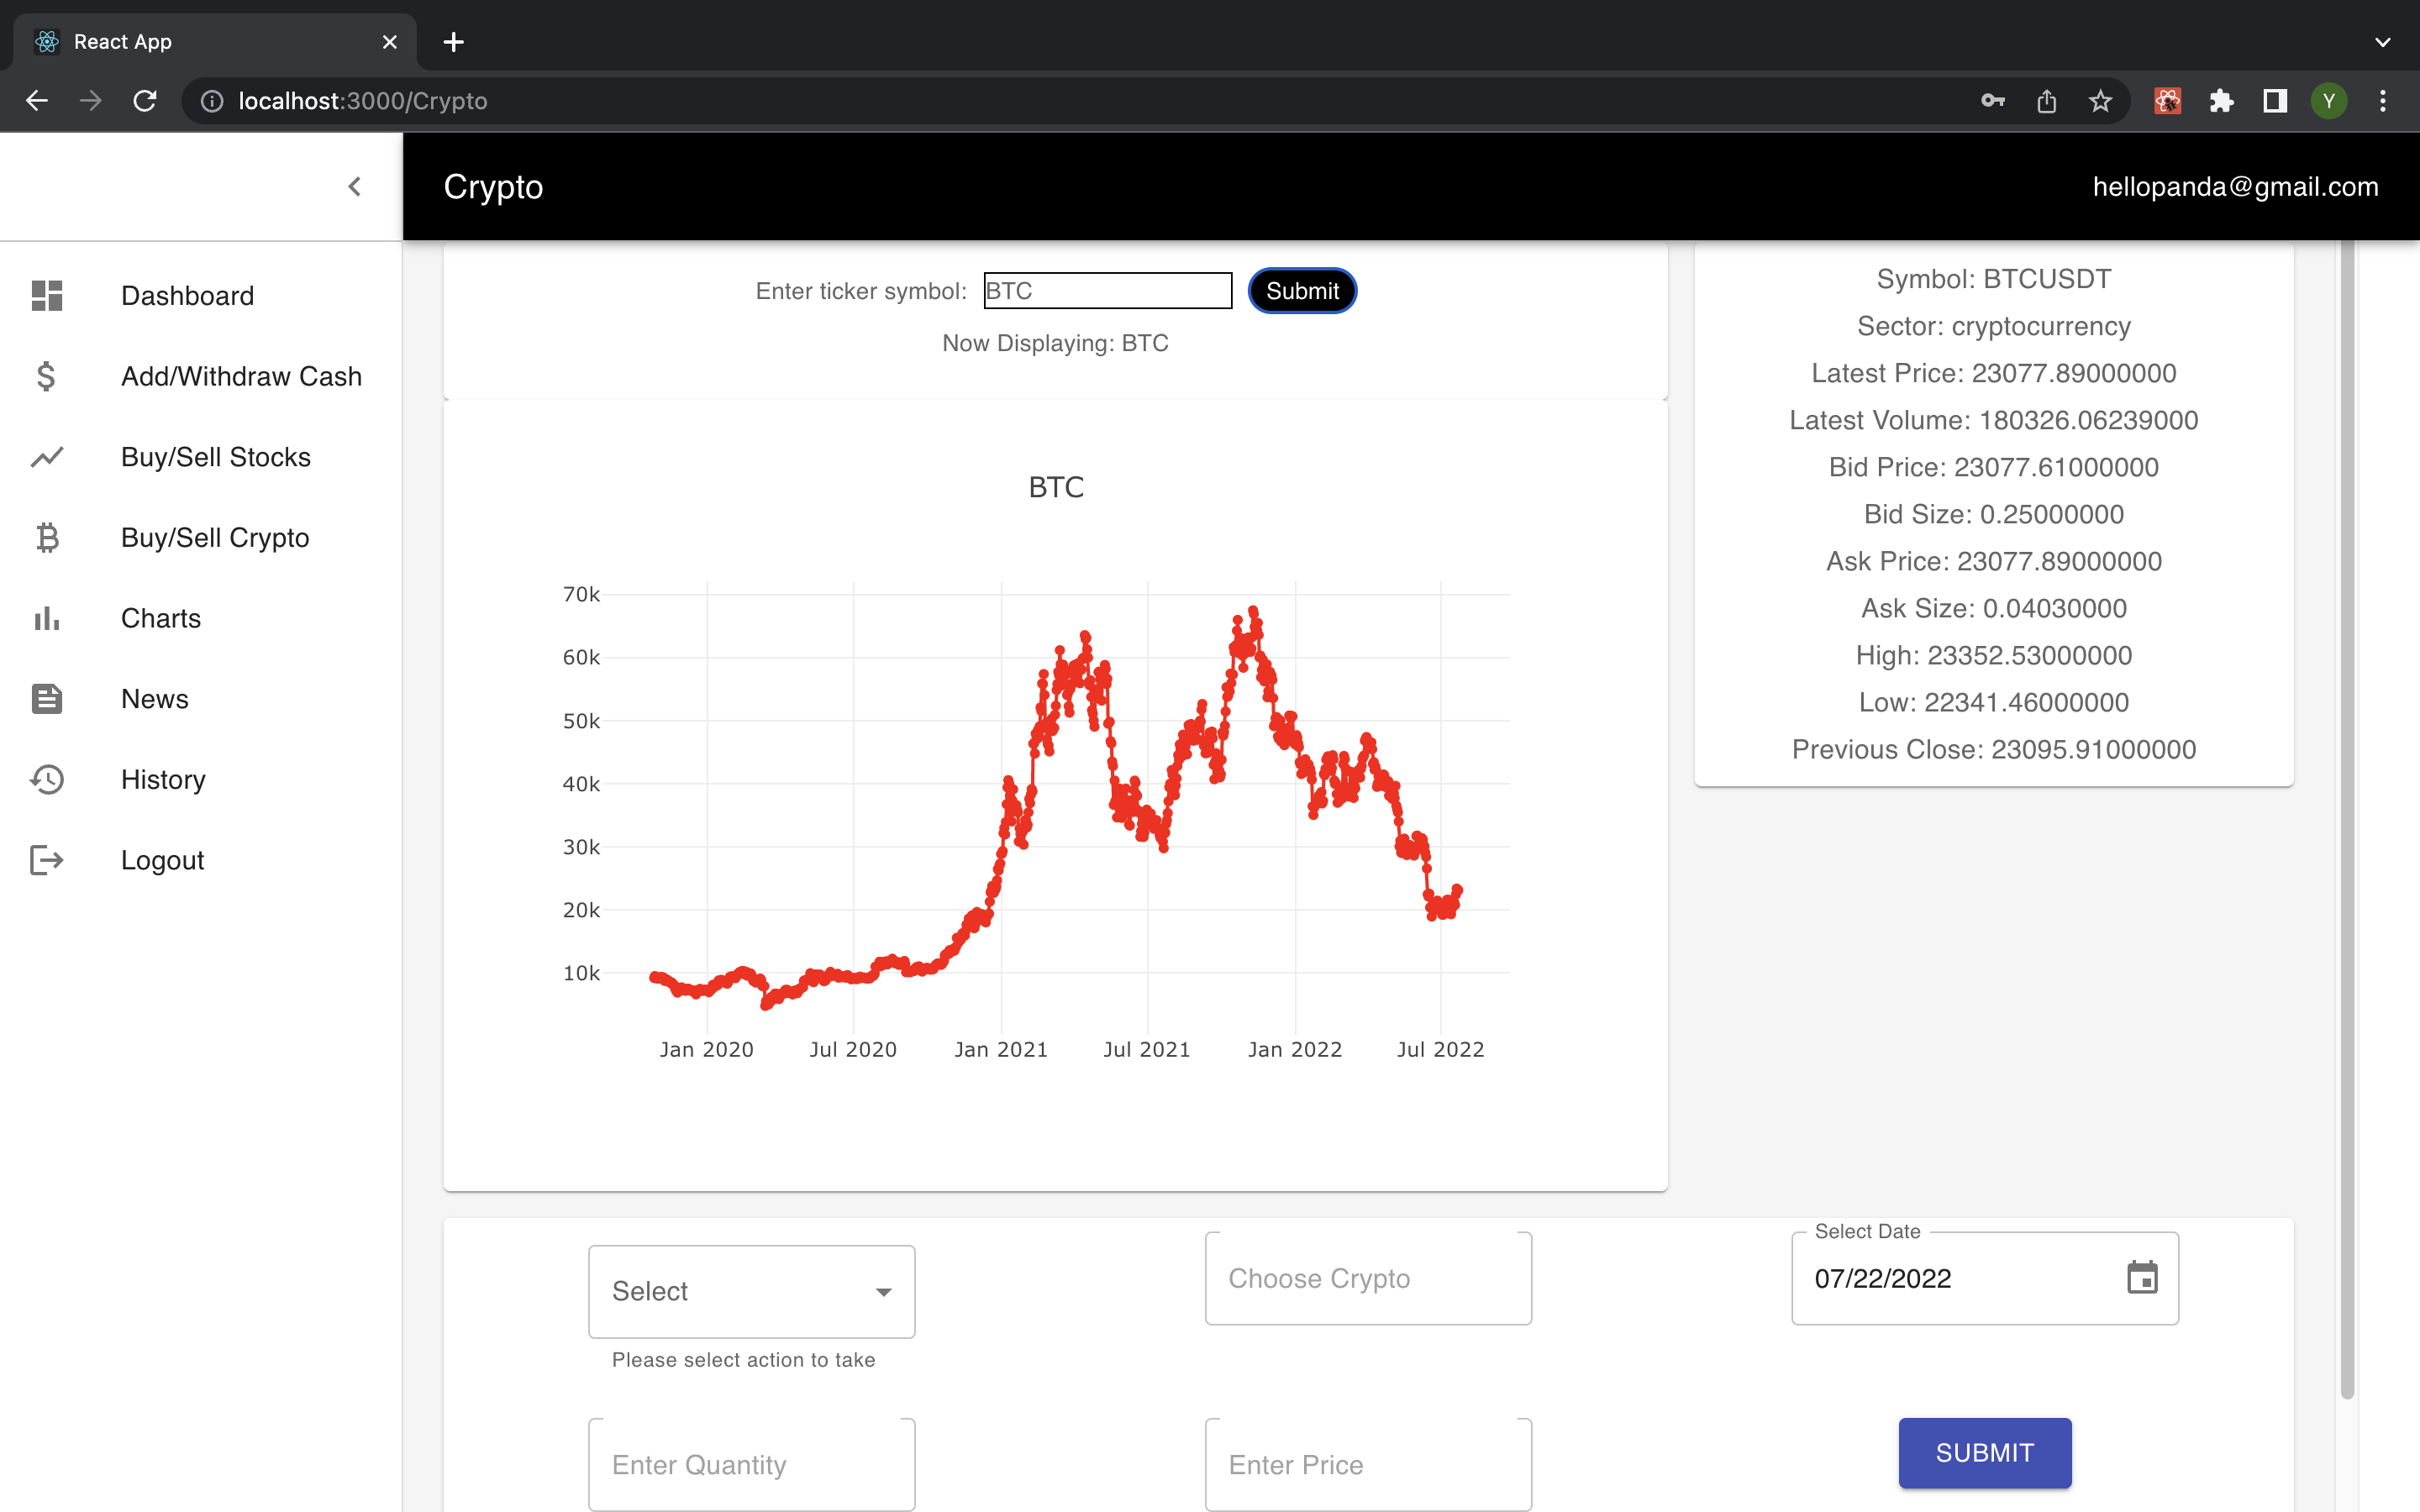 React App
localhost:3000/Crypto
Y
Crypto
hellopanda@gmail.com
Dashboard
Add/Withdraw Cash
Buy/Sell Stocks
Buy/Sell Crypto
Charts
News
History
Logout
Enter ticker symbol: BTC Submit
Now Displaying: BTC
BTC
70k
60k
50k
40k
30k
20k
10k
Jan 2020 Jul 2020 Jan 2021 Jul 2021 Jan 2022 Jul 2022
Symbol: BTCUSDT
Sector: cryptocurrency
Latest Price: 23077.89000000
Latest Volume: 180326.06239000
Bid Price: 23077.61000000
Bid Size: 0.25000000
Ask Price: 23077.89000000
Ask Size: 0.04030000
High: 23352.53000000
Low: 22341.46000000
Previous Close: 23095.91000000
Select
Please select action to take
Choose Crypto
Select Date
07/22/2022
Enter Quantity
Enter Price
SUBMIT